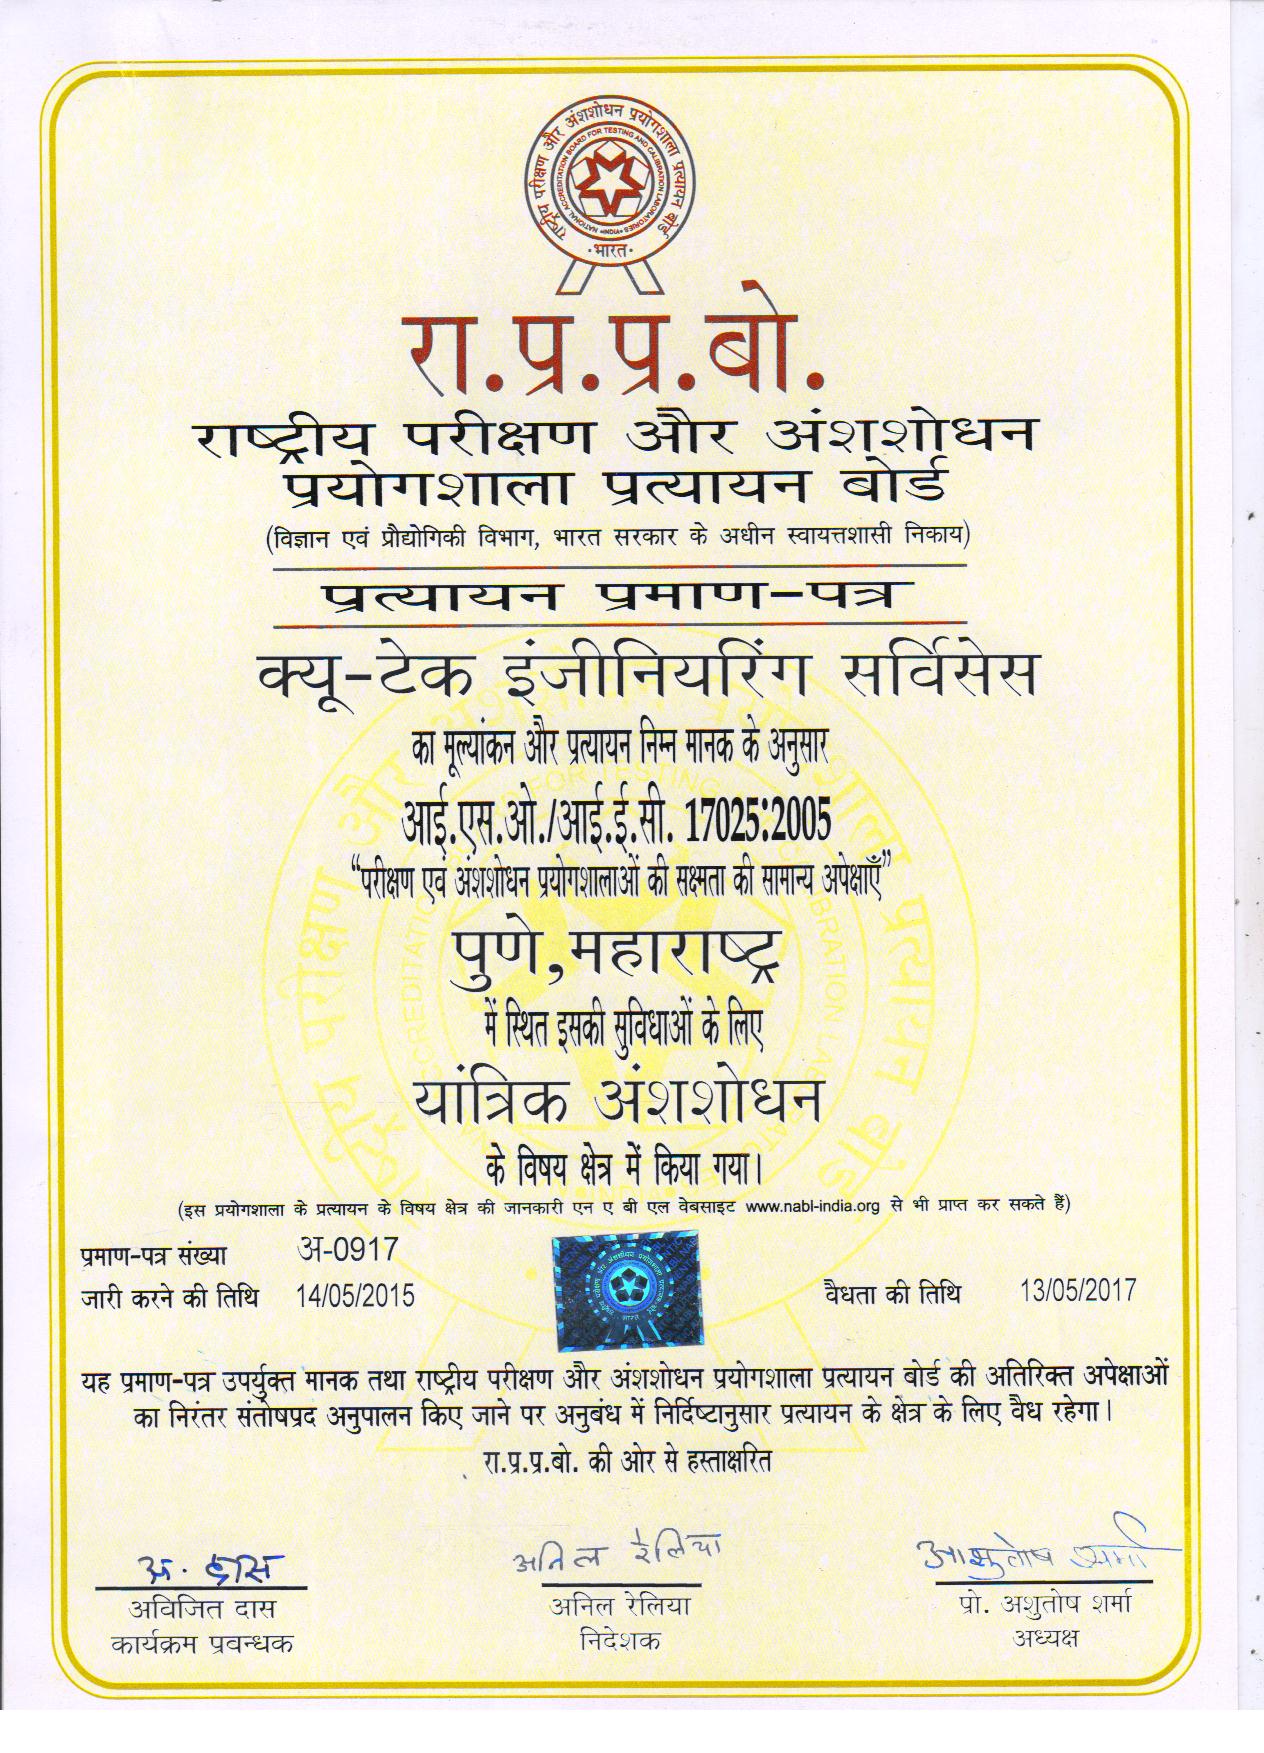 राष्ट्रीय परीक्षण और अंशशोधन प्रयोगशाला प्रत्यायन बोर्ड
NATIONAL ACCREDITATION BOARD FOR TESTING AND CALIBRATION LABORATORIES
•INDIA•
•भारत•
रा.प्र.प्र.बो.
राष्ट्रीय परीक्षण और अंशशोधन
प्रयोगशाला प्रत्यायन बोर्ड
(विज्ञान एवं प्रौद्योगिकी विभाग, भारत सरकार के अधीन स्वायत्तशासी निकाय)
प्रत्यायन प्रमाण-पत्र
क्यू-टेक इंजीनियरिंग सर्विसेस
का मूल्यांकन और प्रत्यायन निम्न मानक के अनुसार
आई.एस.ओ./आई.ई.सी. 17025:2005
“परीक्षण एवं अंशशोधन प्रयोगशालाओं की सक्षमता की सामान्य अपेक्षाएँ”
पुणे,महाराष्ट्र
में स्थित इसकी सुविधाओं के लिए
यांत्रिक अंशशोधन
के विषय क्षेत्र में किया गया।
(इस प्रयोगशाला के प्रत्यायन के विषय क्षेत्र की जानकारी एन ए बी एल वेबसाइट www.nabl-india.org से भी प्राप्त कर सकते हैं)
प्रमाण-पत्र संख्या अ-0917
जारी करने की तिथि 14/05/2015 वैधता की तिथि 13/05/2017
यह प्रमाण-पत्र उपर्युक्त मानक तथा राष्ट्रीय परीक्षण और अंशशोधन प्रयोगशाला प्रत्यायन बोर्ड की अतिरिक्त अपेक्षाओं
का निरंतर संतोषप्रद अनुपालन किए जाने पर अनुबंध में निर्दिष्टानुसार प्रत्यायन के क्षेत्र के लिए वैध रहेगा।
रा.प्र.प्र.बो. की ओर से हस्ताक्षरित
अ. दास अनिल रेलिया आशुतोष शर्मा
अविजित दास अनिल रेलिया प्रो. अशुतोष शर्मा
कार्यक्रम प्रवन्धक निदेशक अध्यक्ष